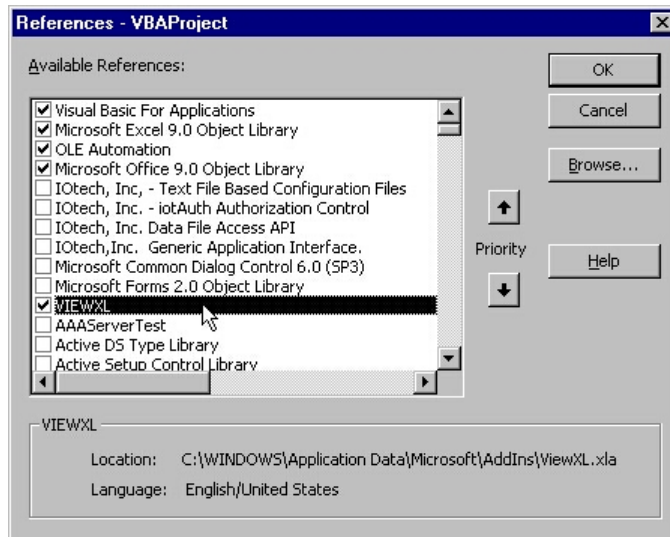 References - VBAProject
Available References:
OK
Cancel
Browse...
Visual Basic For Applications
Microsoft Excel 9.0 Object Library
OLE Automation
Microsoft Office 9.0 Object Library
IOtech, Inc, - Text File Based Configuration Files
IOtech, Inc. - iotAuth Authorization Control
IOtech, Inc. Data File Access API
IOtech,Inc.  Generic Application Interface.
Microsoft Common Dialog Control 6.0 (SP3)
Microsoft Forms 2.0 Object Library
VIEWXL
AAAServerTest
Active DS Type Library
Active Setup Control Library
Priority
Help
VIEWXL
Location: C:\WINDOWS\Application Data\Microsoft\AddIns\ViewXL.xla
Language: English/United States